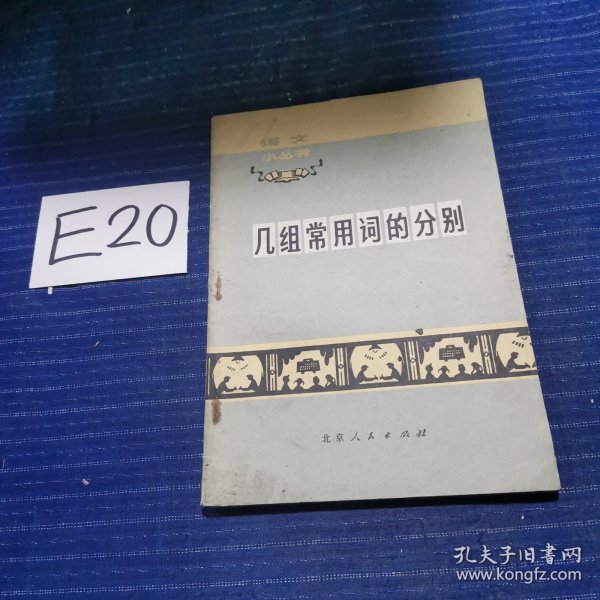 E20
语文
小丛书
几组常用词的分别
北京人民出版社
孔夫子旧书网
www.kongfz.com